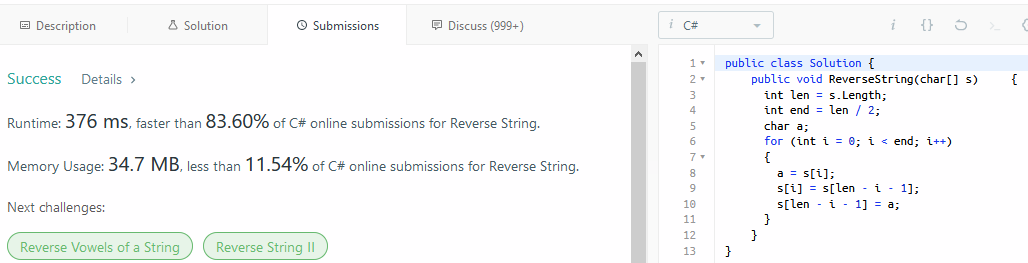 Description Solution Submissions Discuss (999+)
i C# i {}
Success Details >
Runtime: 376 ms, faster than 83.60% of C# online submissions for Reverse String.
Memory Usage: 34.7 MB, less than 11.54% of C# online submissions for Reverse String.
Next challenges:
Reverse Vowels of a String Reverse String II
1 public class Solution {
2 public void ReverseString(char[] s) {
3 int len = s.Length;
4 int end = len / 2;
5 char a;
6 for (int i = 0; i < end; i++)
7 {
8 a = s[i];
9 s[i] = s[len - i - 1];
10 s[len - i - 1] = a;
11 }
12 }
13 }